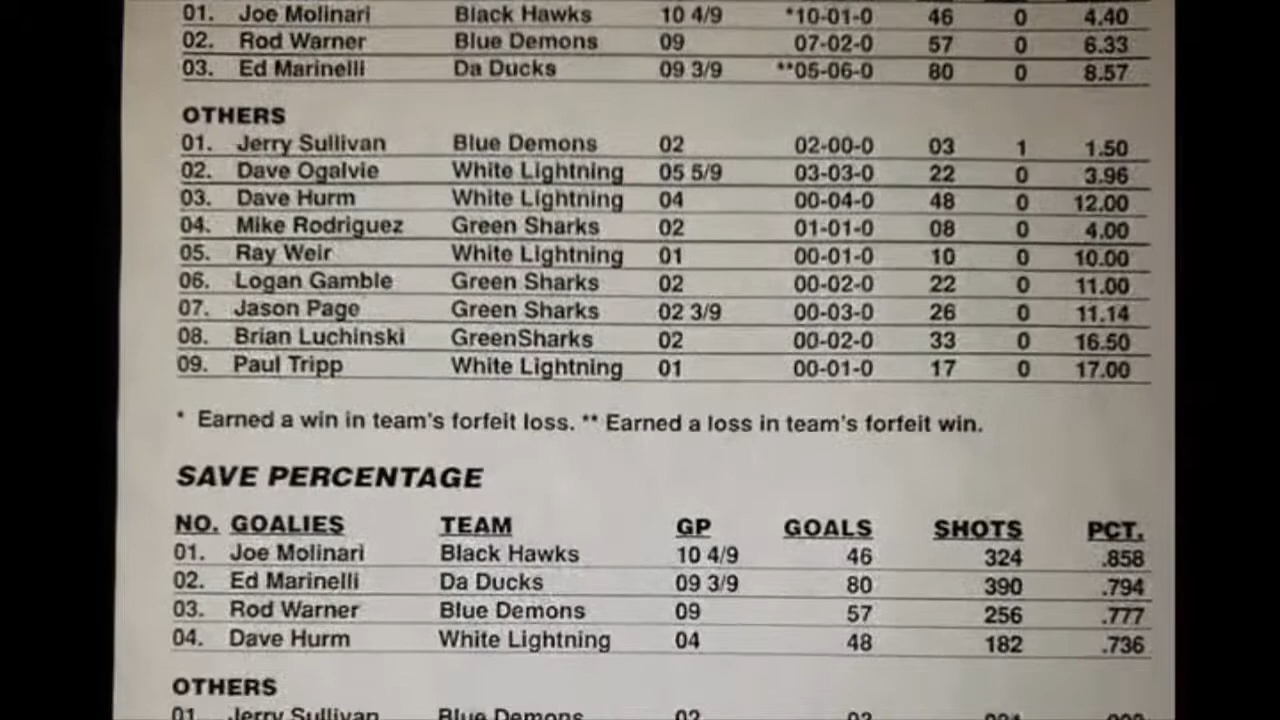 01. Joe Molinari Black Hawks 10 4/9 *10-01-0 46 0 4.40
02. Rod Warner Blue Demons 09 07-02-0 57 0 6.33
03. Ed Marinelli Da Ducks 09 3/9 **05-06-0 80 0 8.57
OTHERS
01. Jerry Sullivan Blue Demons 02 02-00-0 03 1 1.50
02. Dave Ogalvie White Lightning 05 5/9 03-03-0 22 0 3.96
03. Dave Hurm White Lightning 04 00-04-0 48 0 12.00
04. Mike Rodriguez Green Sharks 02 01-01-0 08 0 4.00
05. Ray Weir White Lightning 01 00-01-0 10 0 10.00
06. Logan Gamble Green Sharks 02 00-02-0 22 0 11.00
07. Jason Page Green Sharks 02 3/9 00-03-0 26 0 11.14
08. Brian Luchinski GreenSharks 02 00-02-0 33 0 16.50
09. Paul Tripp White Lightning 01 00-01-0 17 0 17.00
* Earned a win in team's forfeit loss. ** Earned a loss in team's forfeit win.
SAVE PERCENTAGE
NO. GOALIES TEAM GP GOALS SHOTS PCT.
01. Joe Molinari Black Hawks 10 4/9 46 324 .858
02. Ed Marinelli Da Ducks 09 3/9 80 390 .794
03. Rod Warner Blue Demons 09 57 256 .777
04. Dave Hurm White Lightning 04 48 182 .736
OTHERS
01. Jerry Sullivan Blue Demons 02 03